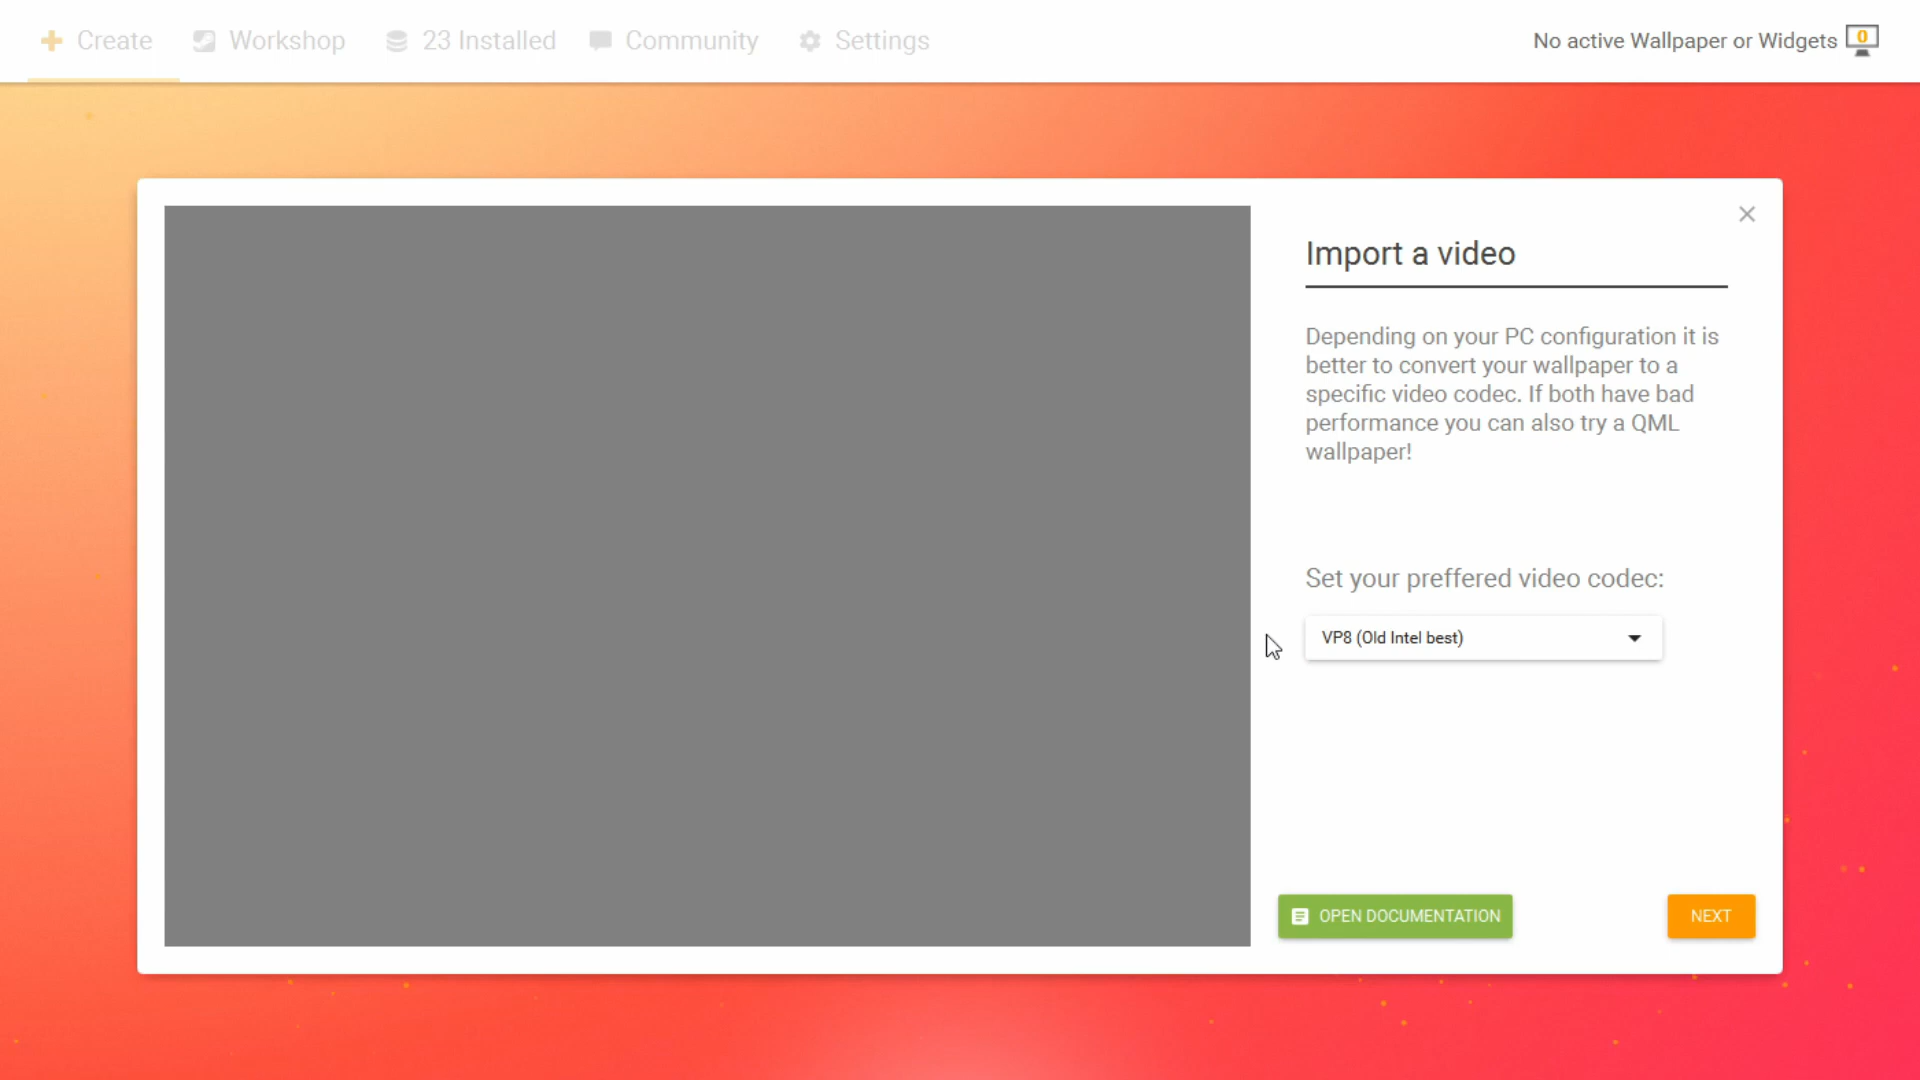 Create
Workshop
23 Installed
Community
Settings
No active Wallpaper or Widgets
0
Import a video
Depending on your PC configuration it is
better to convert your wallpaper to a
specific video codec. If both have bad
performance you can also try a QML
wallpaper!
Set your preffered video codec:
VP8 (Old Intel best)
OPEN DOCUMENTATION
NEXT